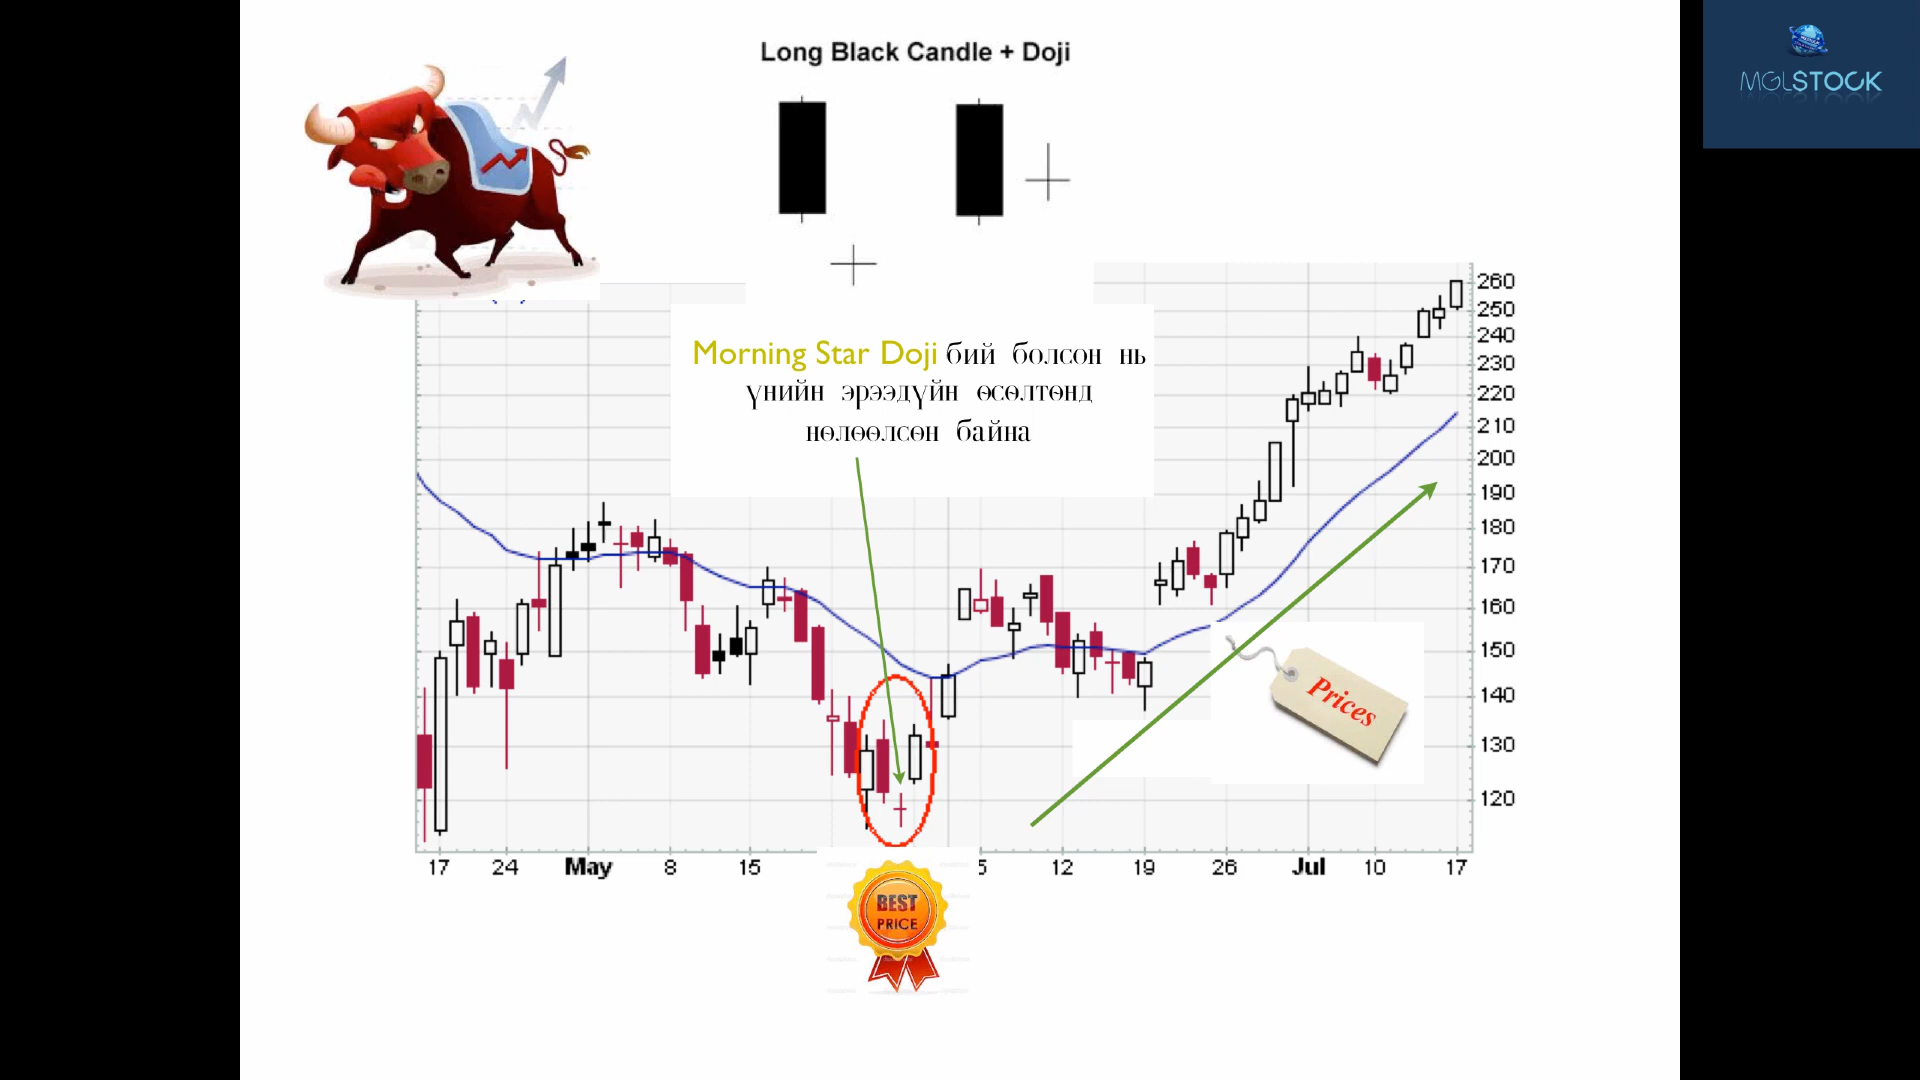 Long Black Candle + Doji
MGL$TOCK
Morning Star Doji бий болсон нь
үнийн эрээдүйн өсөлтөнд
нөлөөлсөн байна
260
250
240
230
220
210
200
190
180
170
160
150
140
130
120
Prices
17 24 May 8 15 5 12 19 26 Jul 10 17
BEST
PRICE